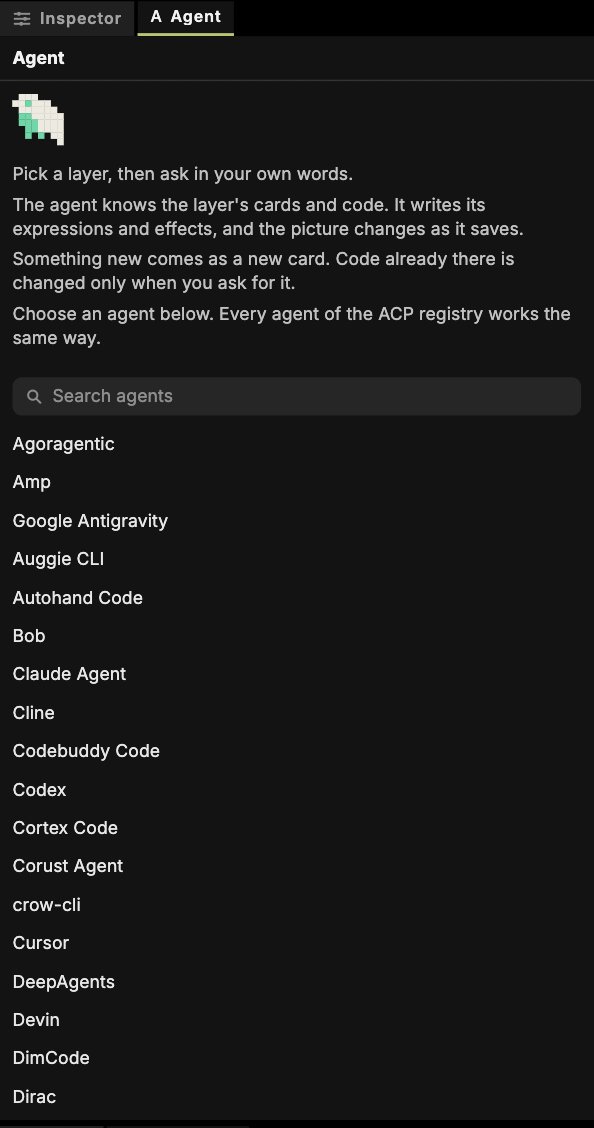 Inspector
A Agent
Agent
Pick a layer, then ask in your own words.
The agent knows the layer's cards and code. It writes its
expressions and effects, and the picture changes as it saves.
Something new comes as a new card. Code already there is
changed only when you ask for it.
Choose an agent below. Every agent of the ACP registry works the
same way.
Search agents
Agoragentic
Amp
Google Antigravity
Auggie CLI
Autohand Code
Bob
Claude Agent
Cline
Codebuddy Code
Codex
Cortex Code
Corust Agent
crow-cli
Cursor
DeepAgents
Devin
DimCode
Dirac